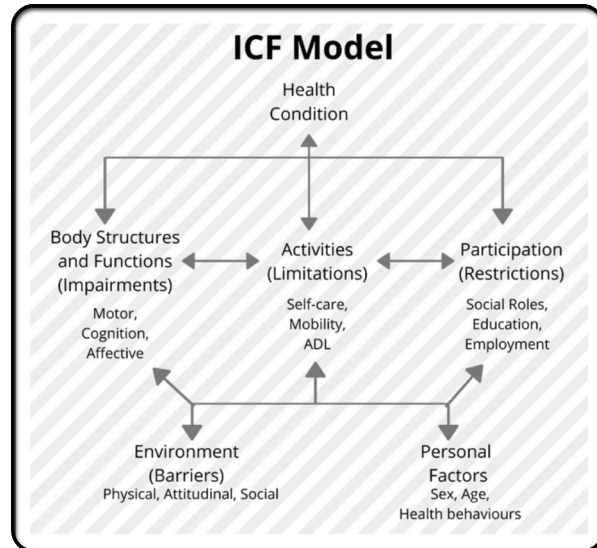 ICF Model
Health
Condition
Body Structures
and Functions
(Impairments)
Motor,
Cognition,
Affective
Activities
(Limitations)
Self-care,
Mobility,
ADL
Participation
(Restrictions)
Social Roles,
Education,
Employment
Environment
(Barriers)
Physical, Attitudinal, Social
Personal
Factors
Sex, Age,
Health behaviours